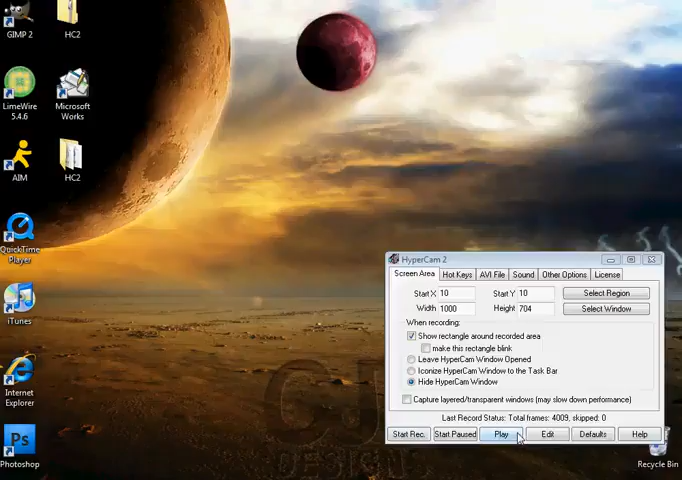 GIMP 2
HC2
LimeWire
5.4.6
Microsoft
Works
AIM
HC2
QuickTime
Player
iTunes
Internet
Explorer
Photoshop
Recycle Bin
CJ
DESIGN
HyperCam 2
Screen Area Hot Keys AVI File Sound Other Options License
Start X 10 Start Y 10 Select Region
Width 1000 Height 704 Select Window
When recording:
Show rectangle around recorded area
make this rectangle blink
Leave HyperCam Window Opened
Iconize HyperCam Window to the Task Bar
Hide HyperCam Window
Capture layered/transparent windows (may slow down performance)
Last Record Status: Total frames: 4009, skipped: 0
Start Rec. Start Paused Play Edit Defaults Help